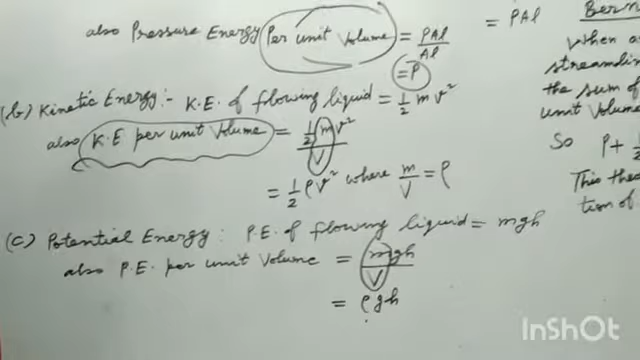 also Pressure Energy Per unit Volume = PAl/Al = PAl
= P
(b) Kinetic Energy:- K.E. of flowing liquid = 1/2 m v²
also K.E per unit Volume = 1/2 m v²/V
= 1/2 ρv² where m/V = ρ
(c) Potential Energy: P.E. of flowing liquid = mgh
also P.E. per unit Volume = mgh/V
= ρgh
Bern
When a
streamlin
the sum of
unit Volume
So P + 1/2
This theo
tion of
InShOt